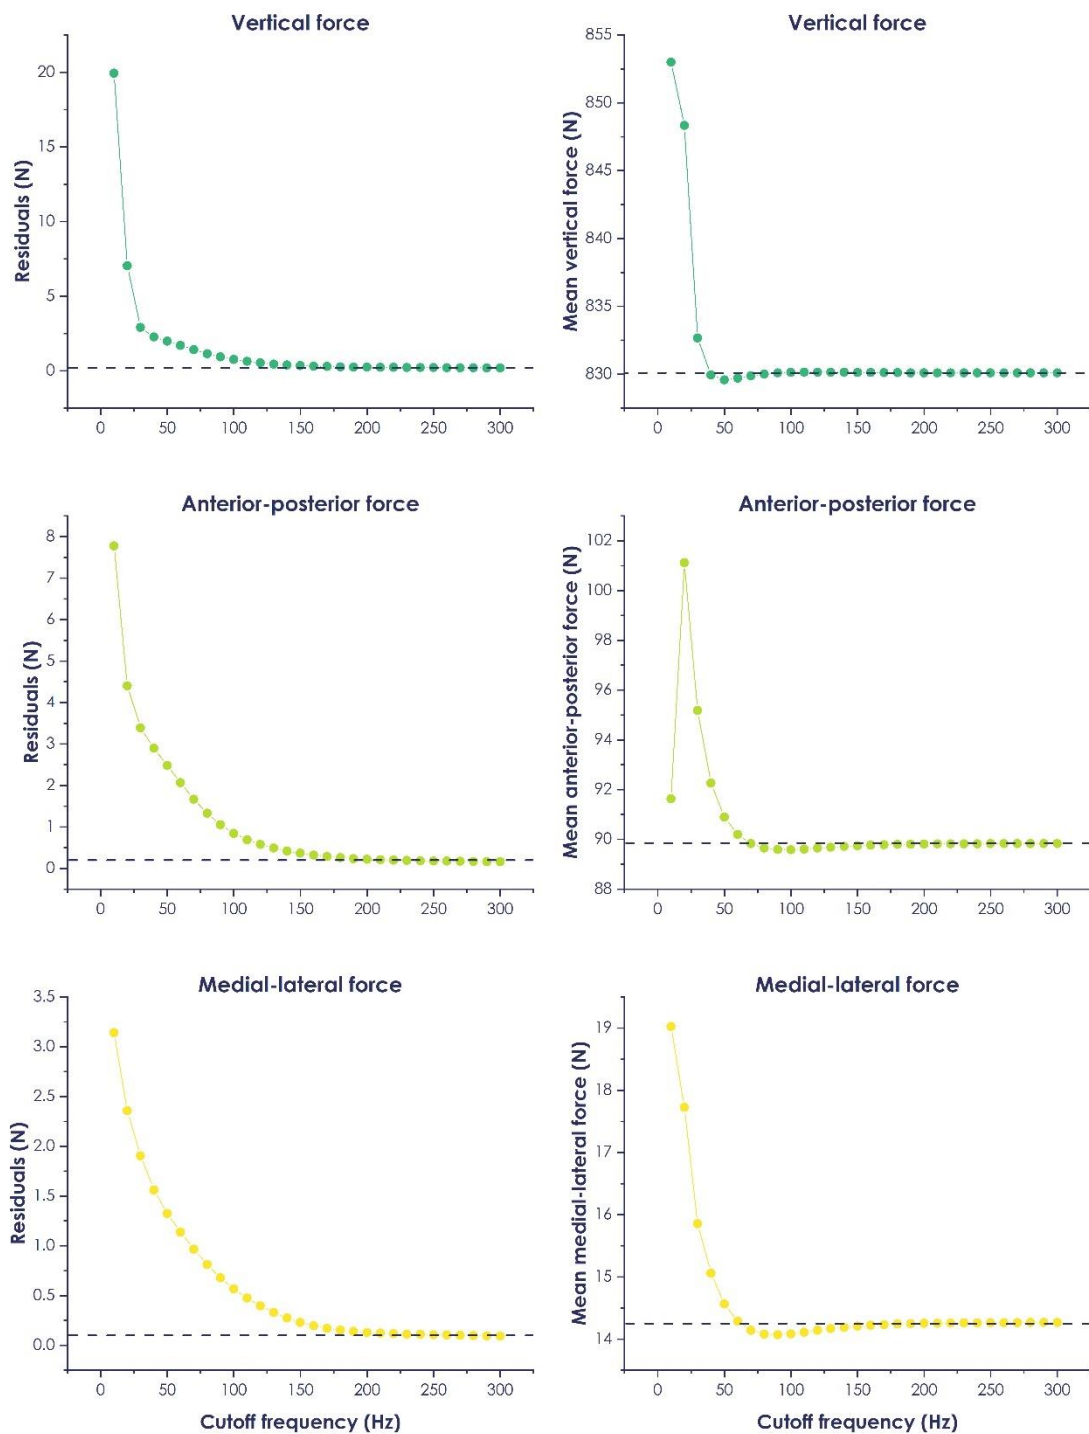 Vertical force
Residuals (N)
20
15
10
5
0
0 50 100 150 200 250 300
Vertical force
Mean vertical force (N)
855
850
845
840
835
830
0 50 100 150 200 250 300
Anterior-posterior force
Residuals (N)
8
7
6
5
4
3
2
1
0
0 50 100 150 200 250 300
Anterior-posterior force
Mean anterior-posterior force (N)
102
100
98
96
94
92
90
88
0 50 100 150 200 250 300
Medial-lateral force
Residuals (N)
3.5
3.0
2.5
2.0
1.5
1.0
0.5
0.0
0 50 100 150 200 250 300
Cutoff frequency (Hz)
Medial-lateral force
Mean medial-lateral force (N)
19
18
17
16
15
14
0 50 100 150 200 250 300
Cutoff frequency (Hz)